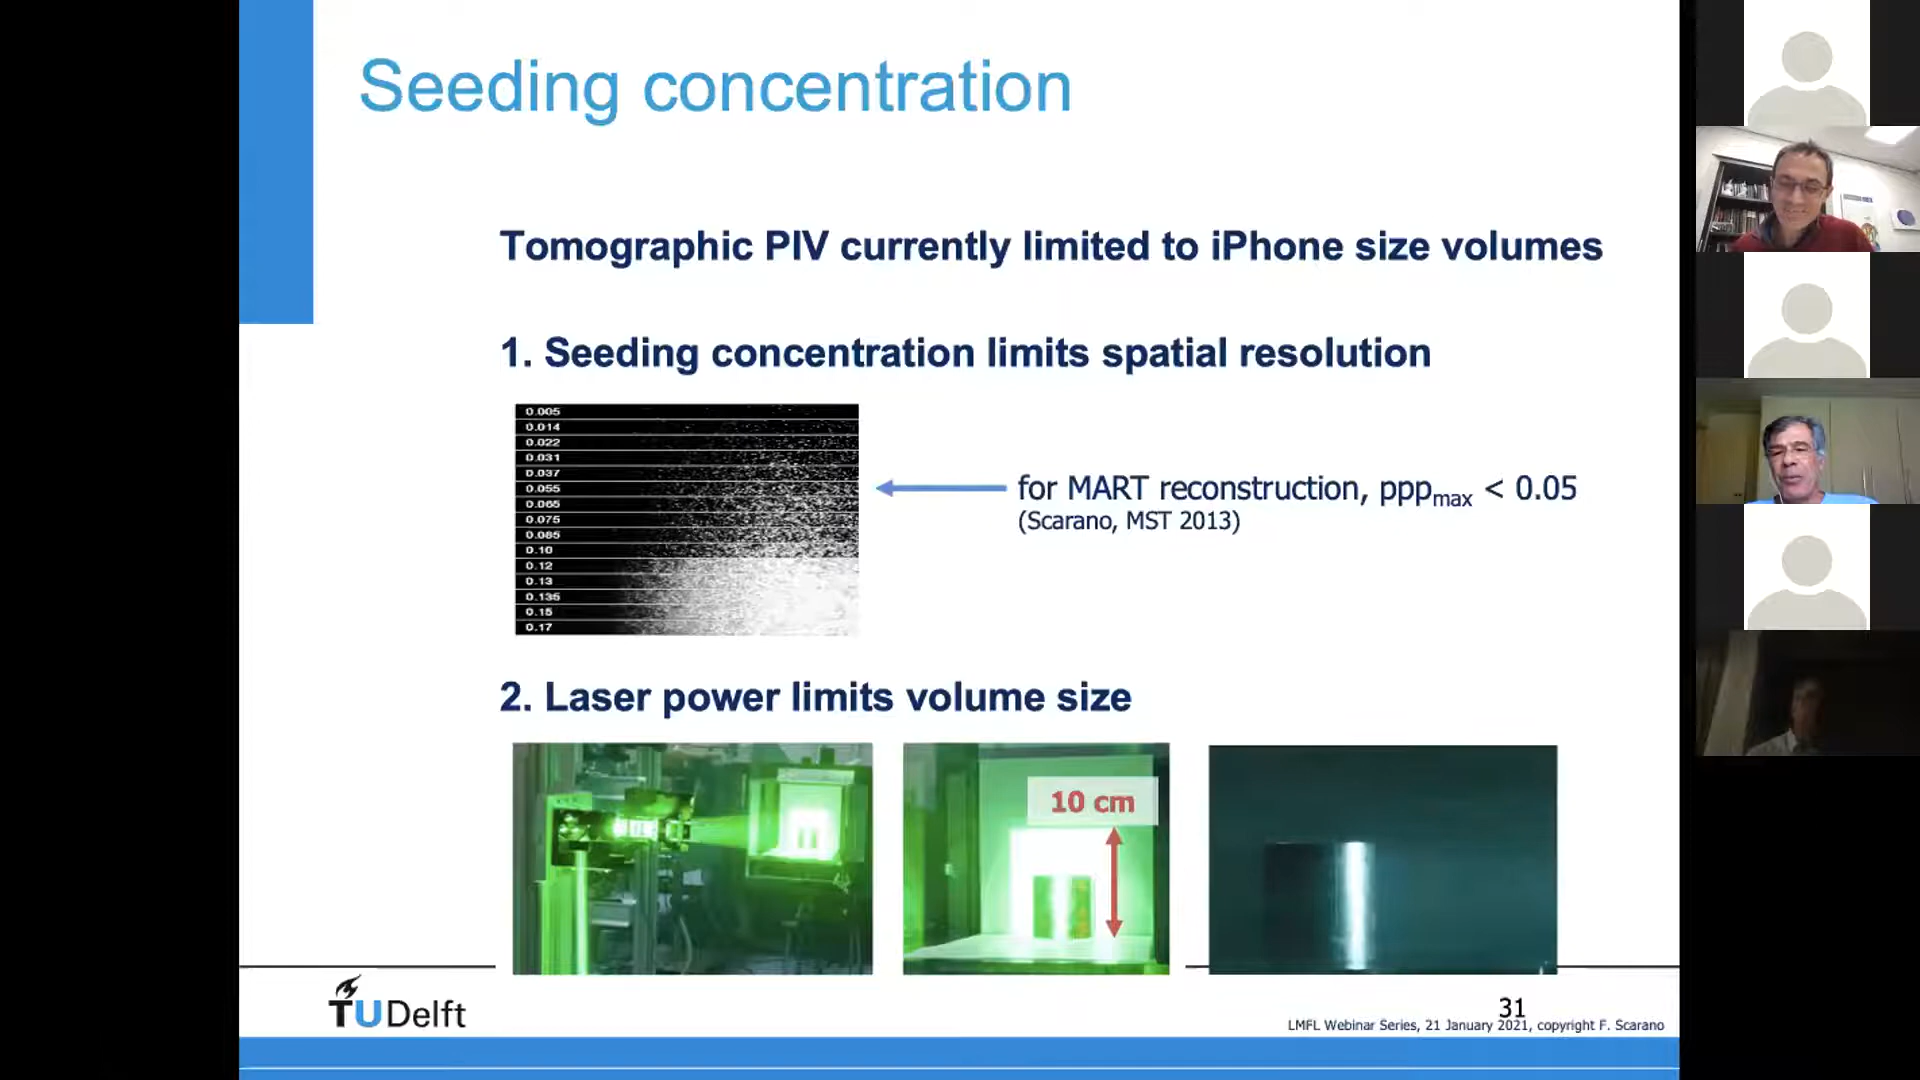 Seeding concentration
Tomographic PIV currently limited to iPhone size volumes
1. Seeding concentration limits spatial resolution
0.005
0.014
0.022
0.031
0.037
0.055
0.065
0.075
0.085
0.10
0.12
0.13
0.135
0.15
0.17
for MART reconstruction, pppmax < 0.05
(Scarano, MST 2013)
2. Laser power limits volume size
10 cm
TUDelft
31
LMFL Webinar Series, 21 January 2021, copyright F. Scarano